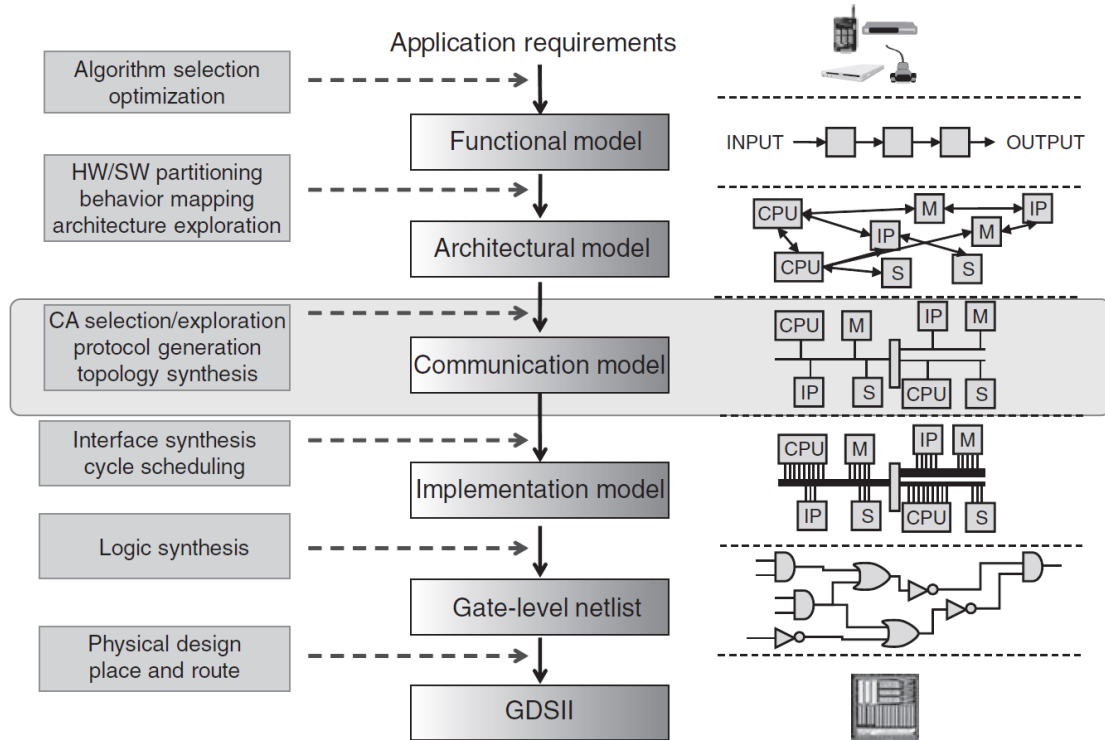 Application requirements
Algorithm selection
optimization
Functional model
INPUT
OUTPUT
HW/SW partitioning
behavior mapping
architecture exploration
Architectural model
CPU
M
IP
IP
M
CPU
S
S
CA selection/exploration
protocol generation
topology synthesis
Communication model
CPU
M
IP
M
IP
S
CPU
S
Interface synthesis
cycle scheduling
Implementation model
CPU
M
IP
M
IP
S
CPU
S
Logic synthesis
Gate-level netlist
Physical design
place and route
GDSII